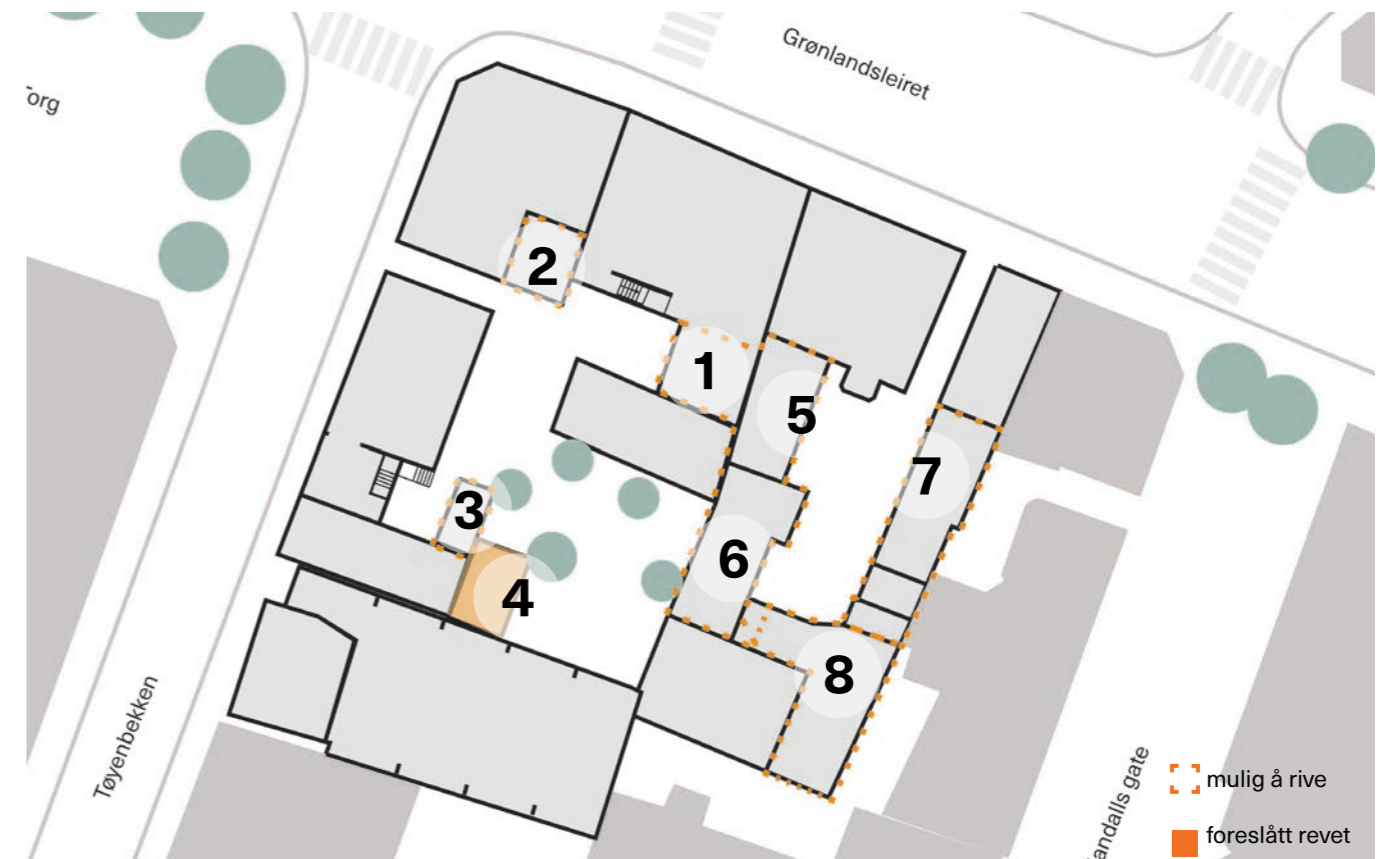 Grønlandsleiret
Torg
2
1
5
7
3
6
4
8
Tøyenbekken
andalls gate
mulig å rive
foreslått revet